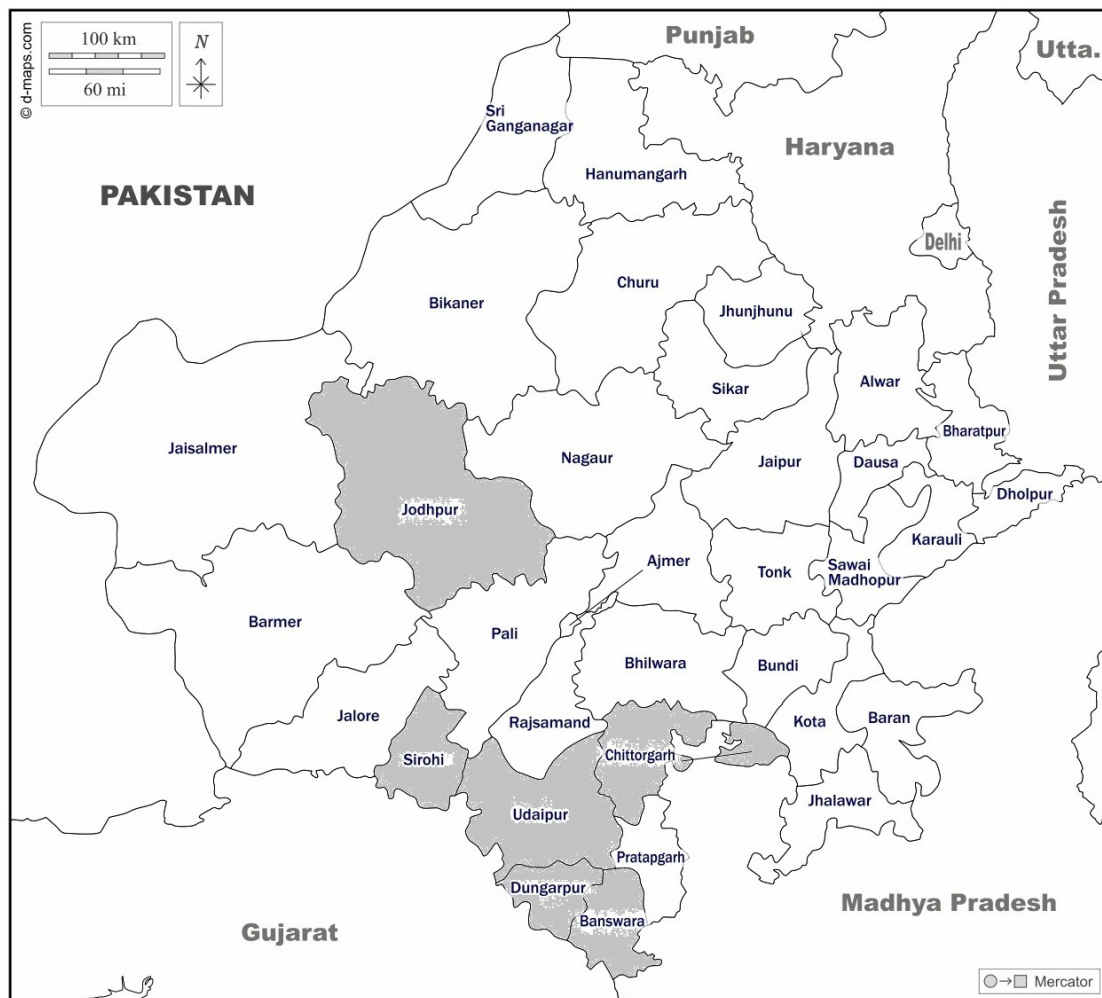 © d-maps.com
100 km
60 mi
N
Punjab
Utta.
Sri
Ganganagar
Haryana
Hanumangarh
PAKISTAN
Delhi
Uttar Pradesh
Churu
Bikaner
Jhunjhunu
Sikar
Alwar
Bharatpur
Jaisalmer
Nagaur
Jaipur
Dausa
Dholpur
Jodhpur
Karauli
Ajmer
Tonk
Sawai
Madhopur
Barmer
Pali
Bhilwara
Bundi
Jalore
Rajsamand
Kota
Baran
Sirohi
Chittorgarh
Jhalawar
Udaipur
Pratapgarh
Dungarpur
Banswara
Madhya Pradesh
Gujarat
Mercator